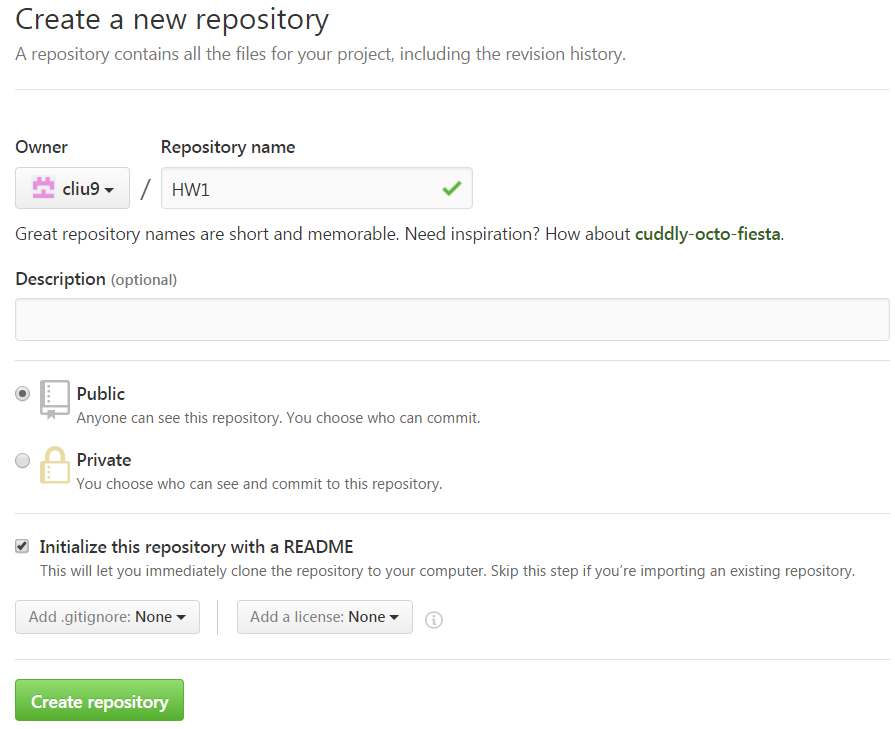 Create a new repository
A repository contains all the files for your project, including the revision history.
Owner
Repository name
cliu9 / HW1
Great repository names are short and memorable. Need inspiration? How about cuddly-octo-fiesta.
Description (optional)
Public
Anyone can see this repository. You choose who can commit.
Private
You choose who can see and commit to this repository.
Initialize this repository with a README
This will let you immediately clone the repository to your computer. Skip this step if you’re importing an existing repository.
Add .gitignore: None
Add a license: None
Create repository